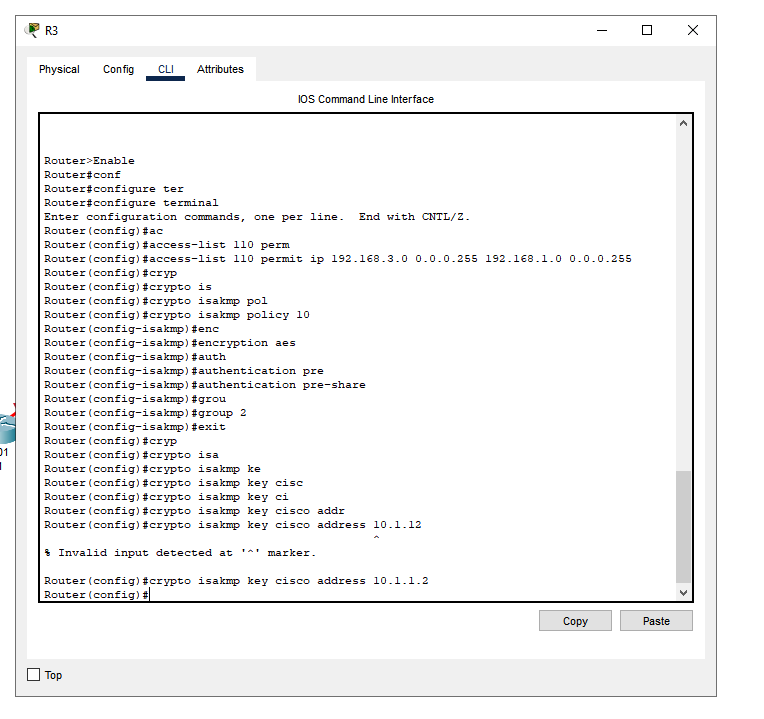 R3
Physical Config CLI Attributes
IOS Command Line Interface
Router>Enable
Router#conf
Router#configure ter
Router#configure terminal
Enter configuration commands, one per line.  End with CNTL/Z.
Router(config)#ac
Router(config)#access-list 110 perm
Router(config)#access-list 110 permit ip 192.168.3.0 0.0.0.255 192.168.1.0 0.0.0.255
Router(config)#cryp
Router(config)#crypto is
Router(config)#crypto isakmp pol
Router(config)#crypto isakmp policy 10
Router(config-isakmp)#enc
Router(config-isakmp)#encryption aes
Router(config-isakmp)#auth
Router(config-isakmp)#authentication pre
Router(config-isakmp)#authentication pre-share
Router(config-isakmp)#grou
Router(config-isakmp)#group 2
Router(config-isakmp)#exit
Router(config)#cryp
Router(config)#crypto isa
Router(config)#crypto isakmp ke
Router(config)#crypto isakmp key cisc
Router(config)#crypto isakmp key ci
Router(config)#crypto isakmp key cisco addr
Router(config)#crypto isakmp key cisco address 10.1.12
^
% Invalid input detected at '^' marker.
Router(config)#crypto isakmp key cisco address 10.1.1.2
Router(config)#
01
Copy Paste
Top